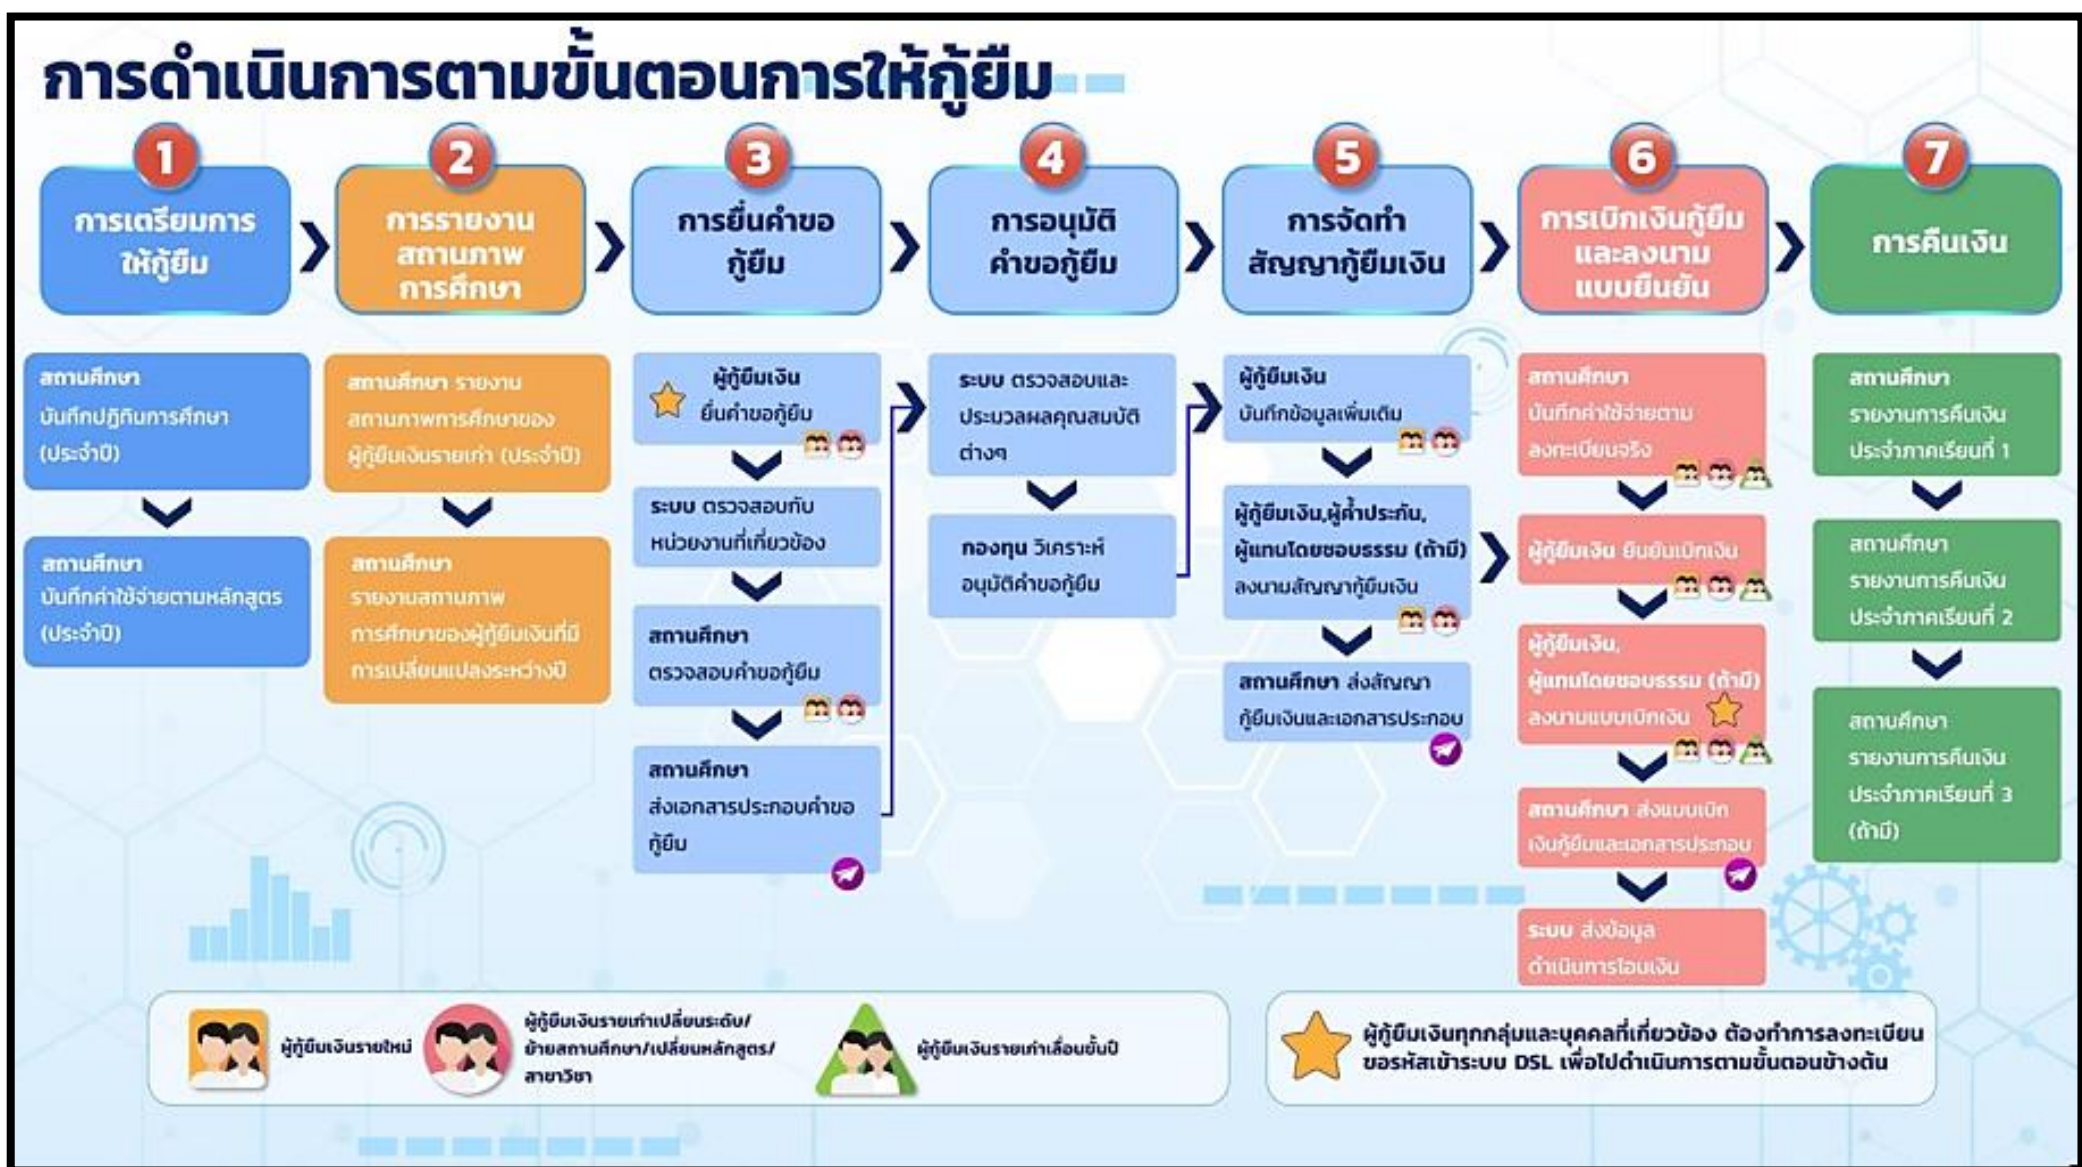 การดำเนินการตามขั้นตอนการให้กู้ยืม
1
การเตรียมการ
ให้กู้ยืม
2
การรายงาน
สถานภาพ
การศึกษา
3
การยื่นคำขอ
กู้ยืม
4
การอนุมัติ
คำขอกู้ยืม
5
การจัดทำ
สัญญากู้ยืมเงิน
6
การเบิกเงินกู้ยืม
และลงนาม
แบบยืนยัน
7
การคืนเงิน
สถานศึกษา
บันทึกปฏิทินการศึกษา
(ประจำปี)
สถานศึกษา
บันทึกค่าใช้จ่ายตามหลักสูตร
(ประจำปี)
สถานศึกษา รายงาน
สถานภาพการศึกษาของ
ผู้กู้ยืมเงินรายเก่า (ประจำปี)
สถานศึกษา
รายงานสถานภาพ
การศึกษาของผู้กู้ยืมเงินที่มี
การเปลี่ยนแปลงระหว่างปี
ผู้กู้ยืมเงิน
ยื่นคำขอกู้ยืม
ระบบ ตรวจสอบกับ
หน่วยงานที่เกี่ยวข้อง
สถานศึกษา
ตรวจสอบคำขอกู้ยืม
สถานศึกษา
ส่งเอกสารประกอบคำขอ
กู้ยืม
ระบบ ตรวจสอบและ
ประมวลผลคุณสมบัติ
ต่างๆ
กองทุน วิเคราะห์
อนุมัติคำขอกู้ยืม
ผู้กู้ยืมเงิน
บันทึกข้อมูลเพิ่มเติม
ผู้กู้ยืมเงิน,ผู้ค้ำประกัน,
ผู้แทนโดยชอบธรรม (ถ้ามี)
ลงนามสัญญากู้ยืมเงิน
สถานศึกษา ส่งสัญญา
กู้ยืมเงินและเอกสารประกอบ
สถานศึกษา
บันทึกค่าใช้จ่ายตาม
ลงทะเบียนจริง
ผู้กู้ยืมเงิน ยืนยันเบิกเงิน
ผู้กู้ยืมเงิน,
ผู้แทนโดยชอบธรรม (ถ้ามี)
ลงนามแบบเบิกเงิน
สถานศึกษา ส่งแบบเบิก
เงินกู้ยืมและเอกสารประกอบ
ระบบ ส่งข้อมูล
ดำเนินการโอนเงิน
สถานศึกษา
รายงานการคืนเงิน
ประจำภาคเรียนที่ 1
สถานศึกษา
รายงานการคืนเงิน
ประจำภาคเรียนที่ 2
สถานศึกษา
รายงานการคืนเงิน
ประจำภาคเรียนที่ 3
(ถ้ามี)
ผู้กู้ยืมเงินรายใหม่
ผู้กู้ยืมเงินรายเก่าเปลี่ยนระดับ/
ย้ายสถานศึกษา/เปลี่ยนหลักสูตร/
สาขาวิชา
ผู้กู้ยืมเงินรายเก่าเลื่อนชั้นปี
ผู้กู้ยืมเงินทุกกลุ่มและบุคคลที่เกี่ยวข้อง ต้องทำการลงทะเบียน
ขอรหัสเข้าระบบ DSL เพื่อไปดำเนินการตามขั้นตอนข้างต้น